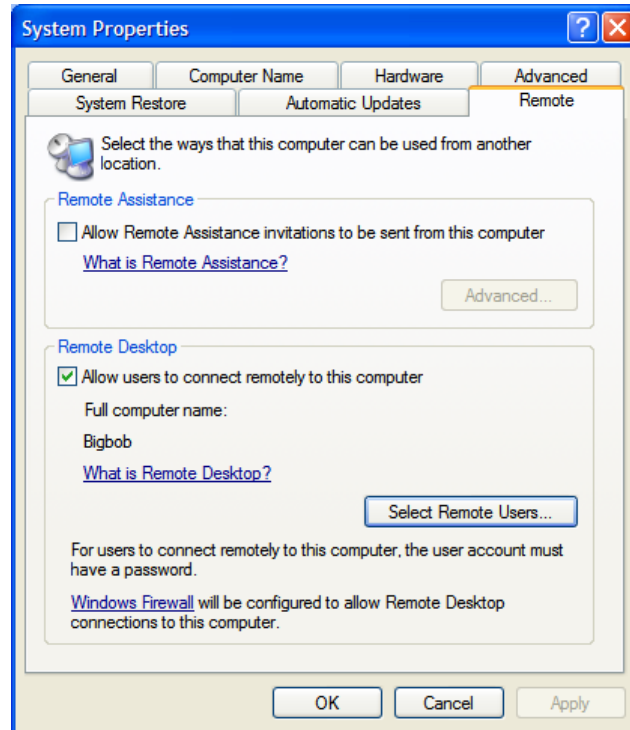 System Properties
General
Computer Name
Hardware
Advanced
System Restore
Automatic Updates
Remote
Select the ways that this computer can be used from another
location.
Remote Assistance
Allow Remote Assistance invitations to be sent from this computer
What is Remote Assistance?
Advanced...
Remote Desktop
Allow users to connect remotely to this computer
Full computer name:
Bigbob
What is Remote Desktop?
Select Remote Users...
For users to connect remotely to this computer, the user account must
have a password.
Windows Firewall will be configured to allow Remote Desktop
connections to this computer.
OK
Cancel
Apply